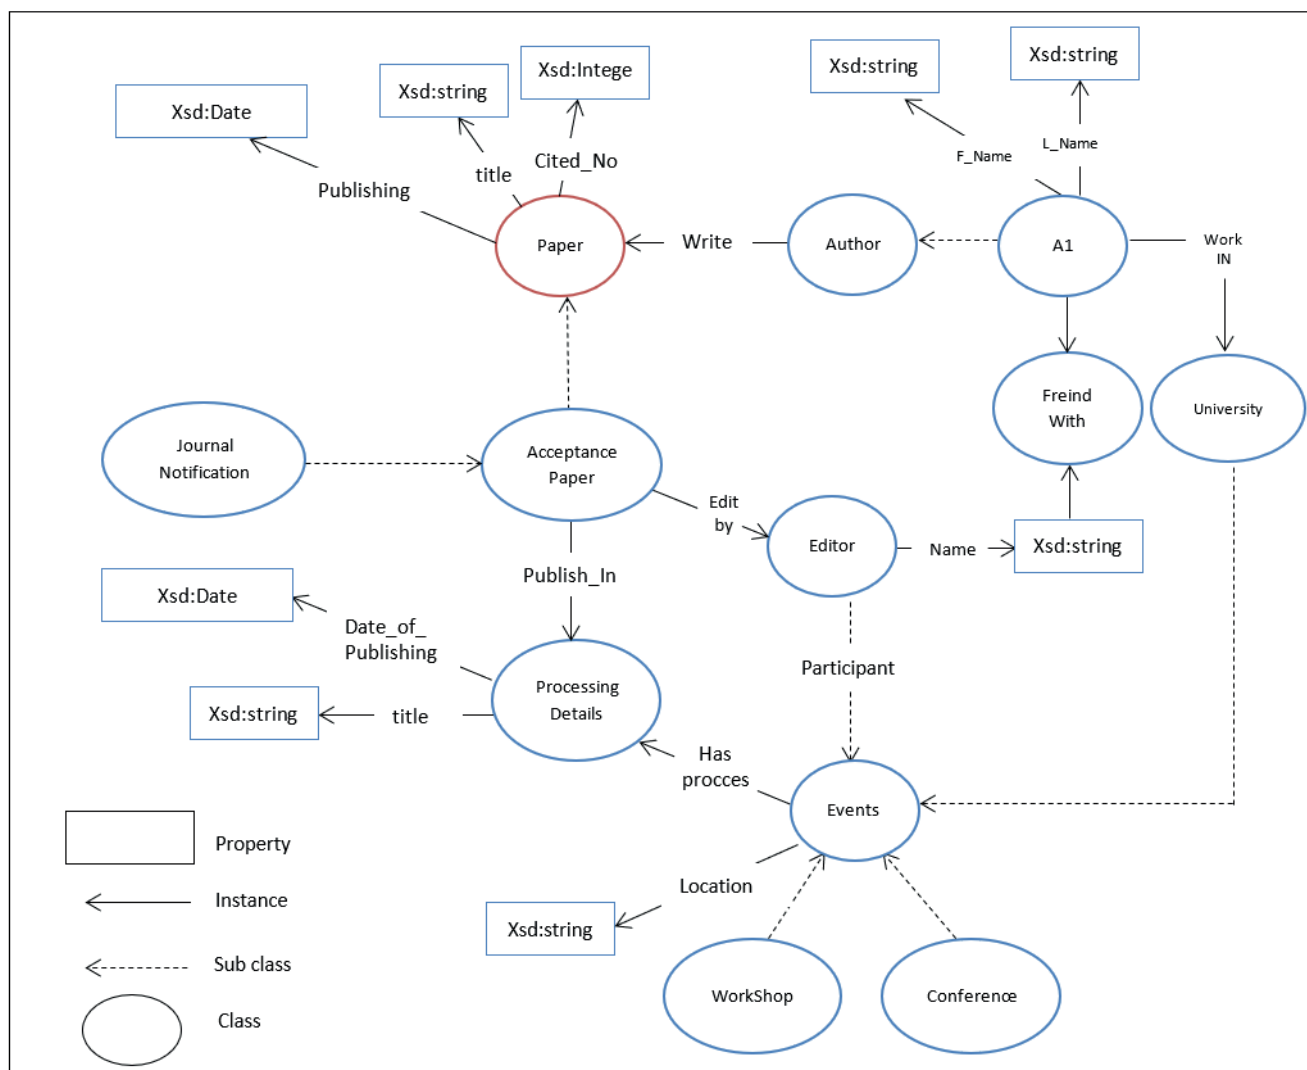 Xsd:string
Xsd:string
Xsd:Intege
Xsd:string
Xsd:Date
F_Name
L_Name
Cited_No
title
Publishing
Paper
Write
Author
A1
Work
IN
Freind
With
University
Journal
Notification
Acceptance
Paper
Edit
by
Editor
Name
Xsd:string
Publish_In
Xsd:Date
Date_of_
Publishing
Participant
Processing
Details
Xsd:string
title
Has
procces
Events
Property
Location
Instance
Xsd:string
Sub class
WorkShop
Conference
Class